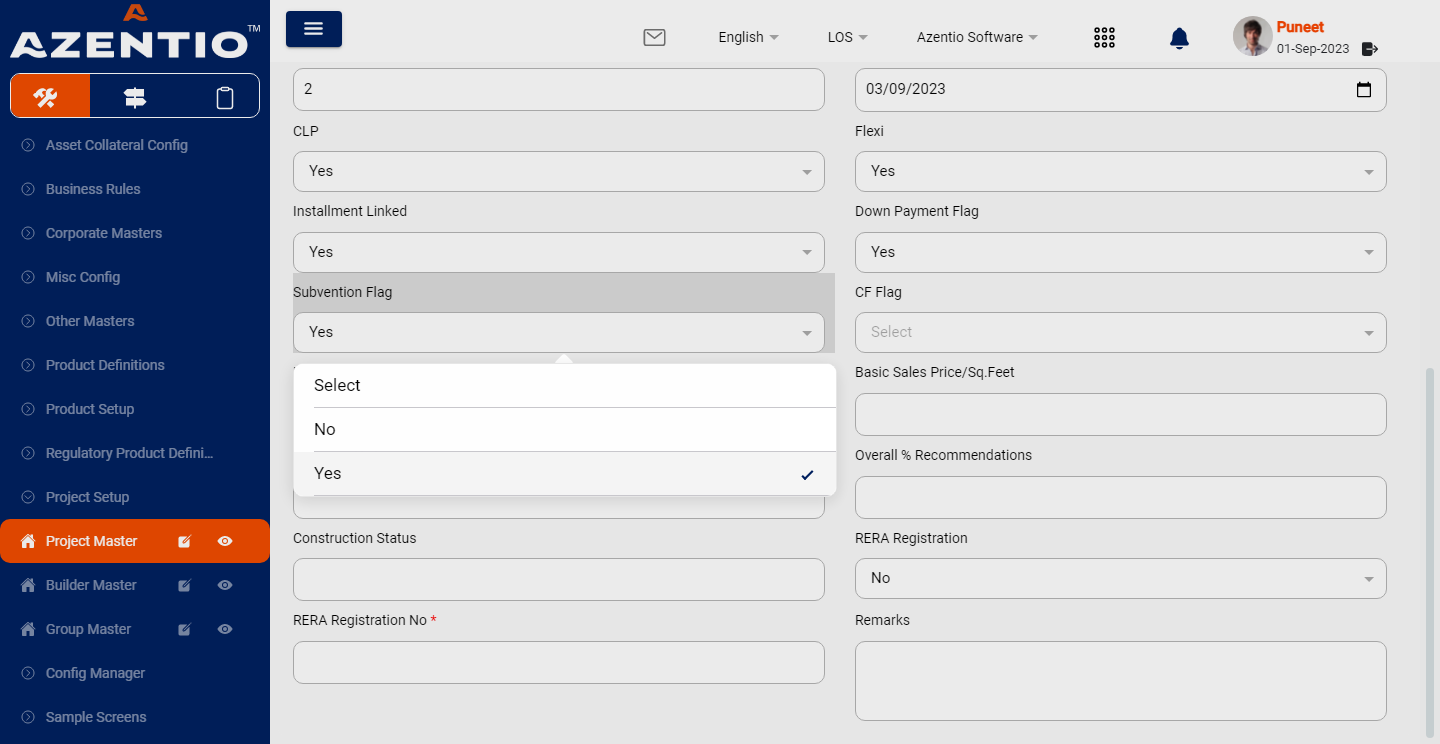 AZENTIO™
Asset Collateral Config
Business Rules
Corporate Masters
Misc Config
Other Masters
Product Definitions
Product Setup
Regulatory Product Defini...
Project Setup
Project Master
Builder Master
Group Master
Config Manager
Sample Screens
English
LOS
Azentio Software
Puneet
01-Sep-2023
2
03/09/2023
CLP
Flexi
Yes
Yes
Installment Linked
Down Payment Flag
Yes
Yes
Subvention Flag
CF Flag
Yes
Select
Select
No
Yes
Basic Sales Price/Sq.Feet
Overall % Recommendations
Construction Status
RERA Registration
No
RERA Registration No *
Remarks